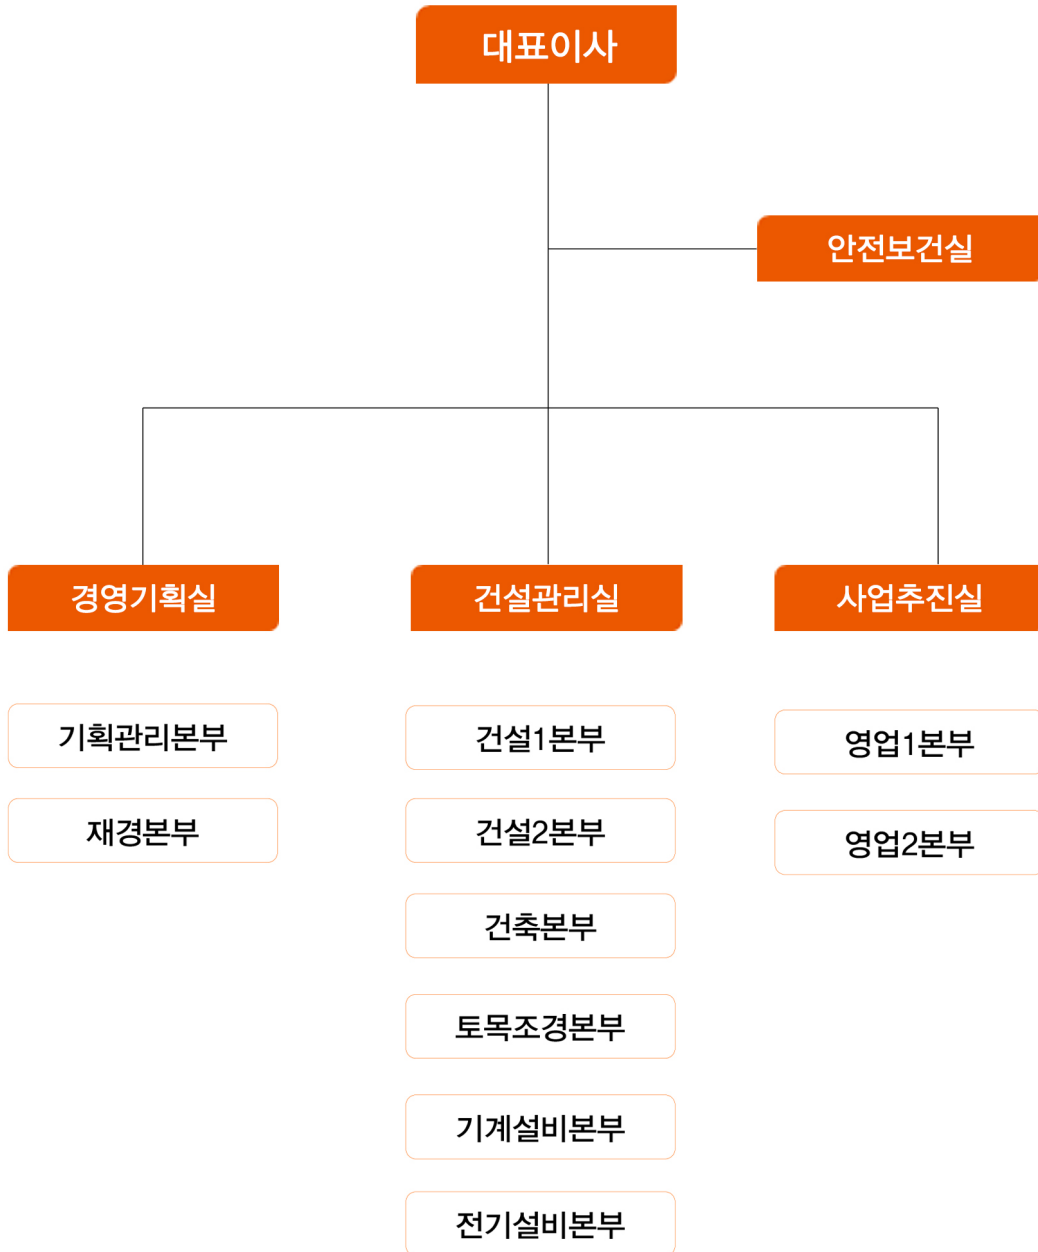 대표이사
안전보건실
경영기획실
건설관리실
사업추진실
기획관리본부
건설1본부
영업1본부
재경본부
건설2본부
영업2본부
건축본부
토목조경본부
기계설비본부
전기설비본부